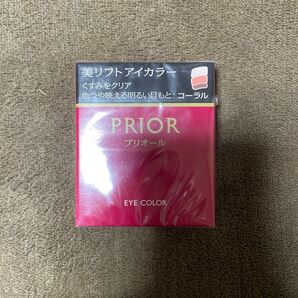 美リフトアイカラー
くすみをクリア
色つや映える明るい目もと
コーラル
PRIOR
プリオール
EYE COLOR